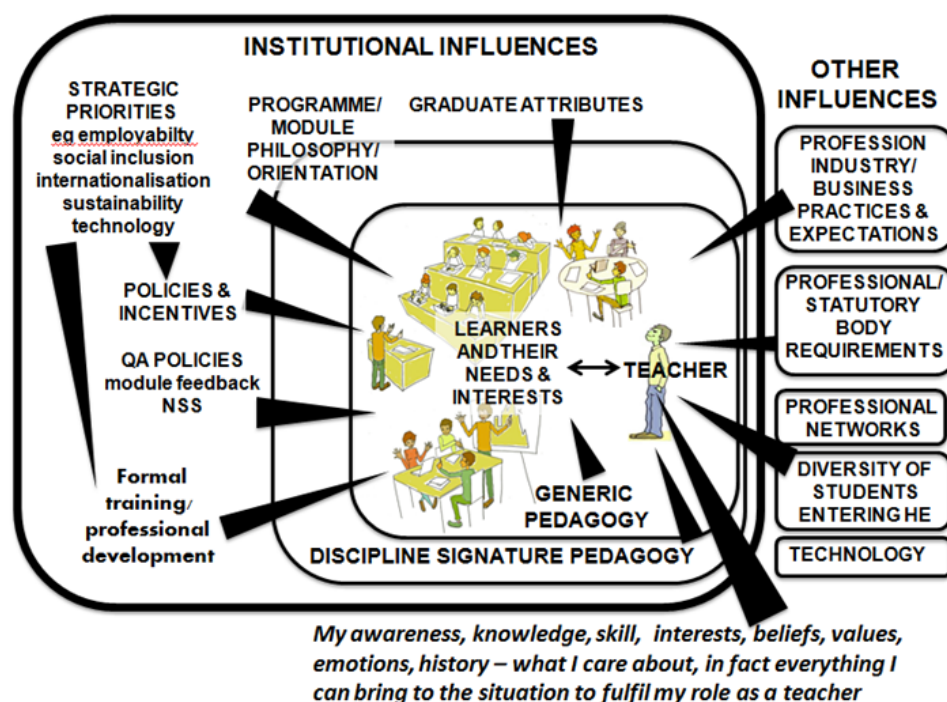 INSTITUTIONAL INFLUENCES
STRATEGIC
PRIORITIES
eg employabilty
social inclusion
internationalisation
sustainability
technology
PROGRAMME/
MODULE
PHILOSOPHY/
ORIENTATION
GRADUATE ATTRIBUTES
POLICIES &
INCENTIVES
QA POLICIES
module feedback
NSS
Formal
training/
professional
development
LEARNERS
ANDTHEIR
NEEDS &
INTERESTS
TEACHER
GENERIC
PEDAGOGY
DISCIPLINE SIGNATURE PEDAGOGY
OTHER
INFLUENCES
PROFESSION
INDUSTRY/
BUSINESS
PRACTICES &
EXPECTATIONS
PROFESSIONAL/
STATUTORY
BODY
REQUIREMENTS
PROFESSIONAL
NETWORKS
DIVERSITY OF
STUDENTS
ENTERING HE
TECHNOLOGY
My awareness, knowledge, skill, interests, beliefs, values,
emotions, history – what I care about, in fact everything I
can bring to the situation to fulfil my role as a teacher